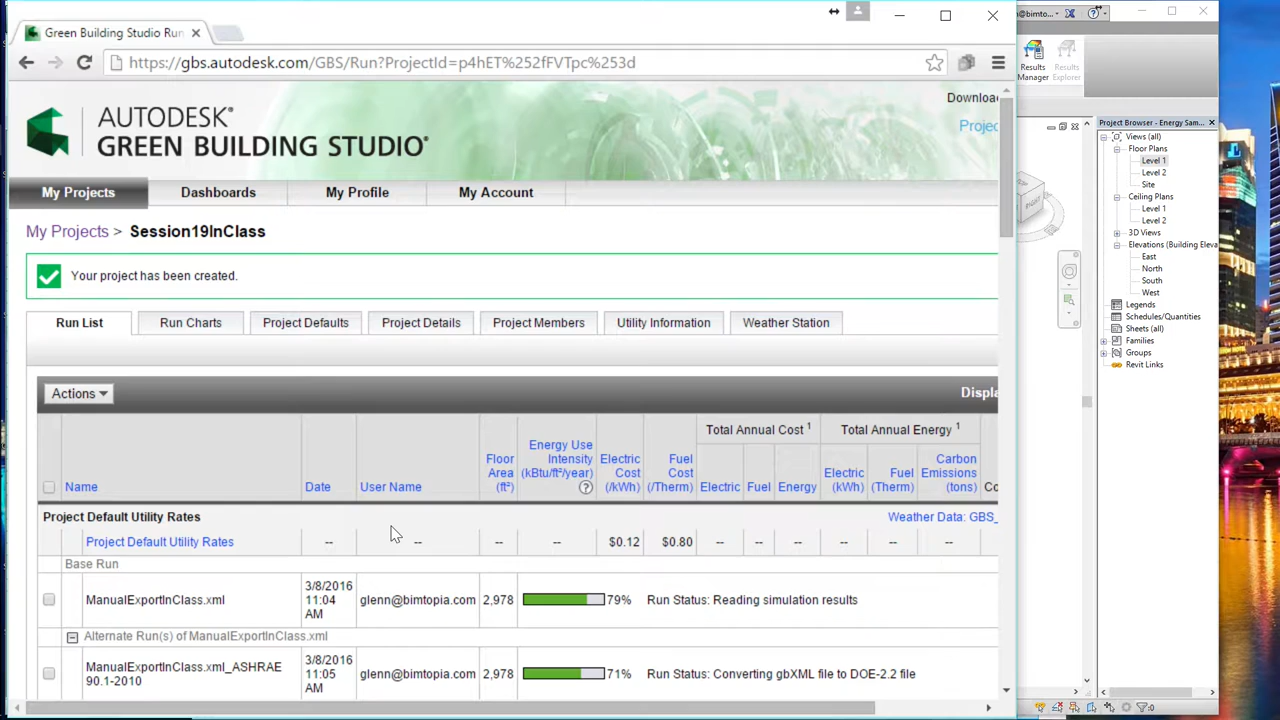 Green Building Studio Run
@bimto...
https://gbs.autodesk.com/GBS/Run?ProjectId=p4hET%252fFVTpc%253d
Results Manager
Results Explorer
AUTODESK®
GREEN BUILDING STUDIO®
Downloa
Projec
My Projects
Dashboards
My Profile
My Account
My Projects > Session19InClass
Your project has been created.
Run List
Run Charts
Project Defaults
Project Details
Project Members
Utility Information
Weather Station
Actions
Displa
Name
Date
User Name
Floor Area (ft²)
Energy Use Intensity (kBtu/ft²/year)
?
Electric Cost (/kWh)
Fuel Cost (/Therm)
Total Annual Cost 1
Electric
Fuel
Energy
Total Annual Energy 1
Electric (kWh)
Fuel (Therm)
Carbon Emissions (tons)
Co
Project Default Utility Rates
Weather Data: GBS_
Project Default Utility Rates -- -- -- -- $0.12 $0.80 -- -- -- -- -- --
Base Run
ManualExportInClass.xml
3/8/2016 11:04 AM
glenn@bimtopia.com
2,978
79%
Run Status: Reading simulation results
Alternate Run(s) of ManualExportInClass.xml
ManualExportInClass.xml_ASHRAE 90.1-2010
3/8/2016 11:05 AM
glenn@bimtopia.com
2,978
71%
Run Status: Converting gbXML file to DOE-2.2 file
Project Browser - Energy Sam...
Views (all)
Floor Plans
Level 1
Level 2
Site
Ceiling Plans
Level 1
Level 2
3D Views
Elevations (Building Eleva
East
North
South
West
Legends
Schedules/Quantities
Sheets (all)
Families
Groups
Revit Links
RIGHT
:0